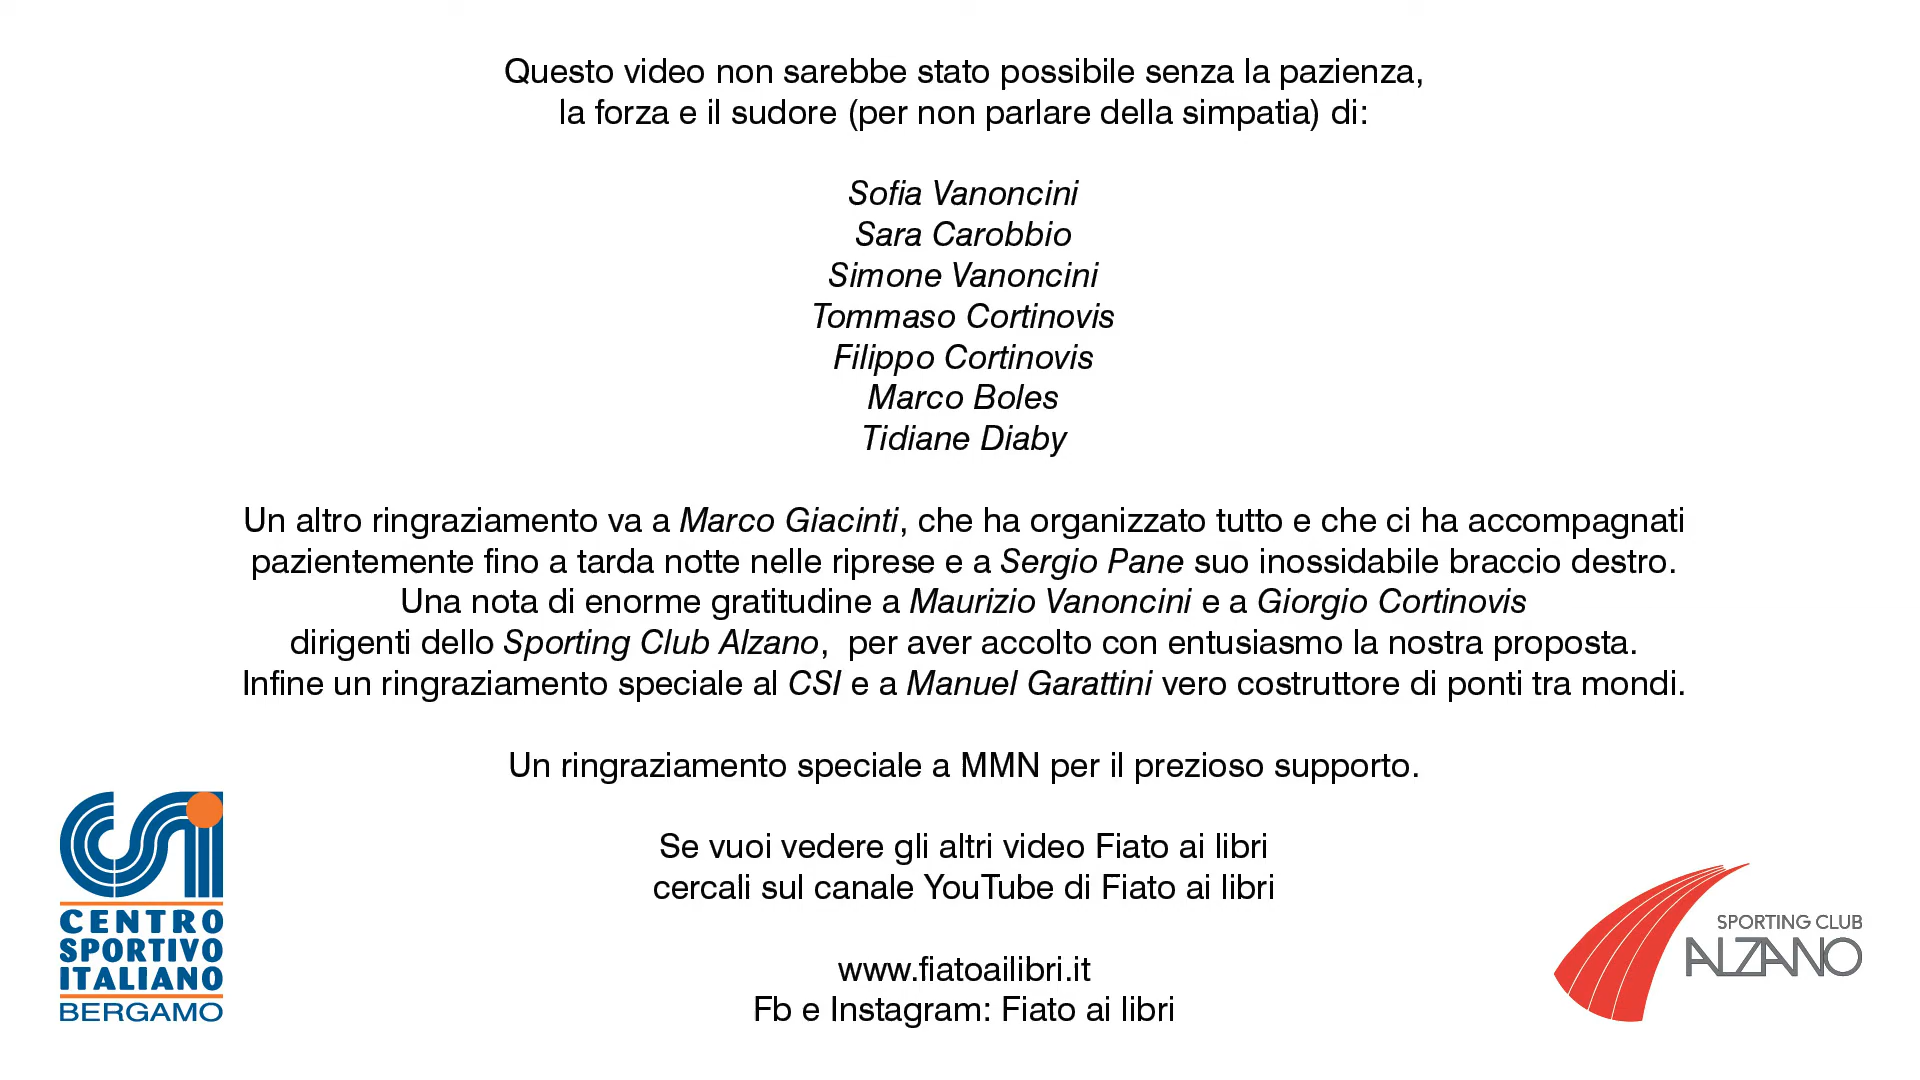 Questo video non sarebbe stato possibile senza la pazienza,
la forza e il sudore (per non parlare della simpatia) di:
Sofia Vanoncini
Sara Carobbio
Simone Vanoncini
Tommaso Cortinovis
Filippo Cortinovis
Marco Boles
Tidiane Diaby
Un altro ringraziamento va a Marco Giacinti, che ha organizzato tutto e che ci ha accompagnati
pazientemente fino a tarda notte nelle riprese e a Sergio Pane suo inossidabile braccio destro.
Una nota di enorme gratitudine a Maurizio Vanoncini e a Giorgio Cortinovis
dirigenti dello Sporting Club Alzano,  per aver accolto con entusiasmo la nostra proposta.
Infine un ringraziamento speciale al CSI e a Manuel Garattini vero costruttore di ponti tra mondi.
Un ringraziamento speciale a MMN per il prezioso supporto.
Se vuoi vedere gli altri video Fiato ai libri
cercali sul canale YouTube di Fiato ai libri
www.fiatoailibri.it
Fb e Instagram: Fiato ai libri
CSI
CENTRO
SPORTIVO
ITALIANO
BERGAMO
SPORTING CLUB
ALZANO